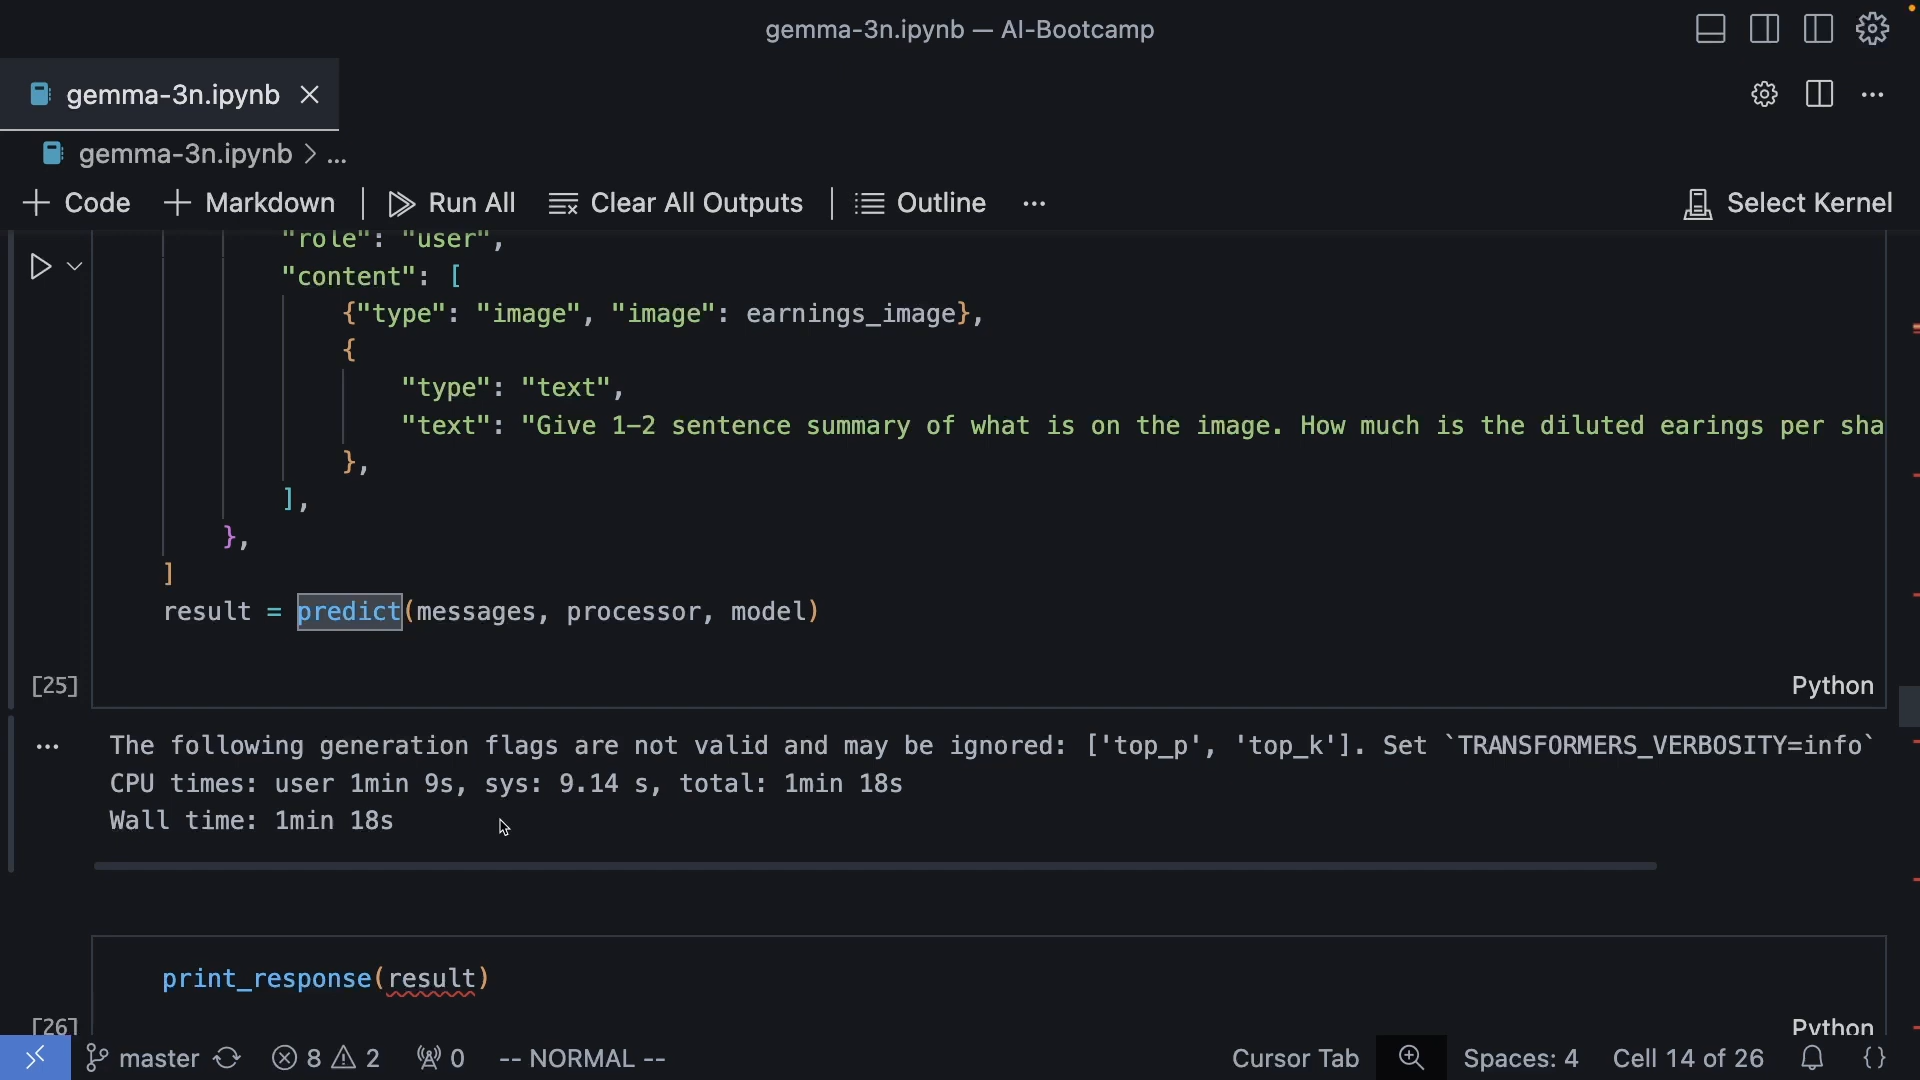 gemma-3n.ipynb — AI-Bootcamp
gemma-3n.ipynb
gemma-3n.ipynb > ...
Code Markdown Run All Clear All Outputs Outline ... Select Kernel
"role": "user",
"content": [
{"type": "image", "image": earnings_image},
{
"type": "text",
"text": "Give 1-2 sentence summary of what is on the image. How much is the diluted earings per sha
},
],
},
]
result = predict(messages, processor, model)
[25] Python
The following generation flags are not valid and may be ignored: ['top_p', 'top_k']. Set `TRANSFORMERS_VERBOSITY=info`
CPU times: user 1min 9s, sys: 9.14 s, total: 1min 18s
Wall time: 1min 18s
print_response(result)
[26] Python
master 8 2 0 -- NORMAL -- Cursor Tab Spaces: 4 Cell 14 of 26 {}